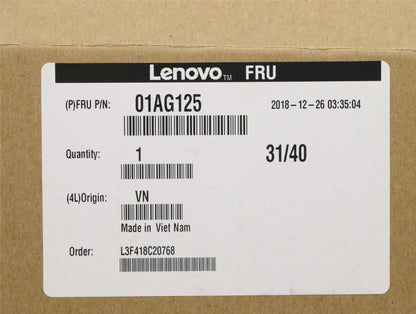 Lenovo™ FRU
(P)FRU P/N: 01AG125 2018-12-26 03:35:04
Quantity: 1 31/40
(4L)Origin: VN
Made in Viet Nam
Order: L3F418C20768